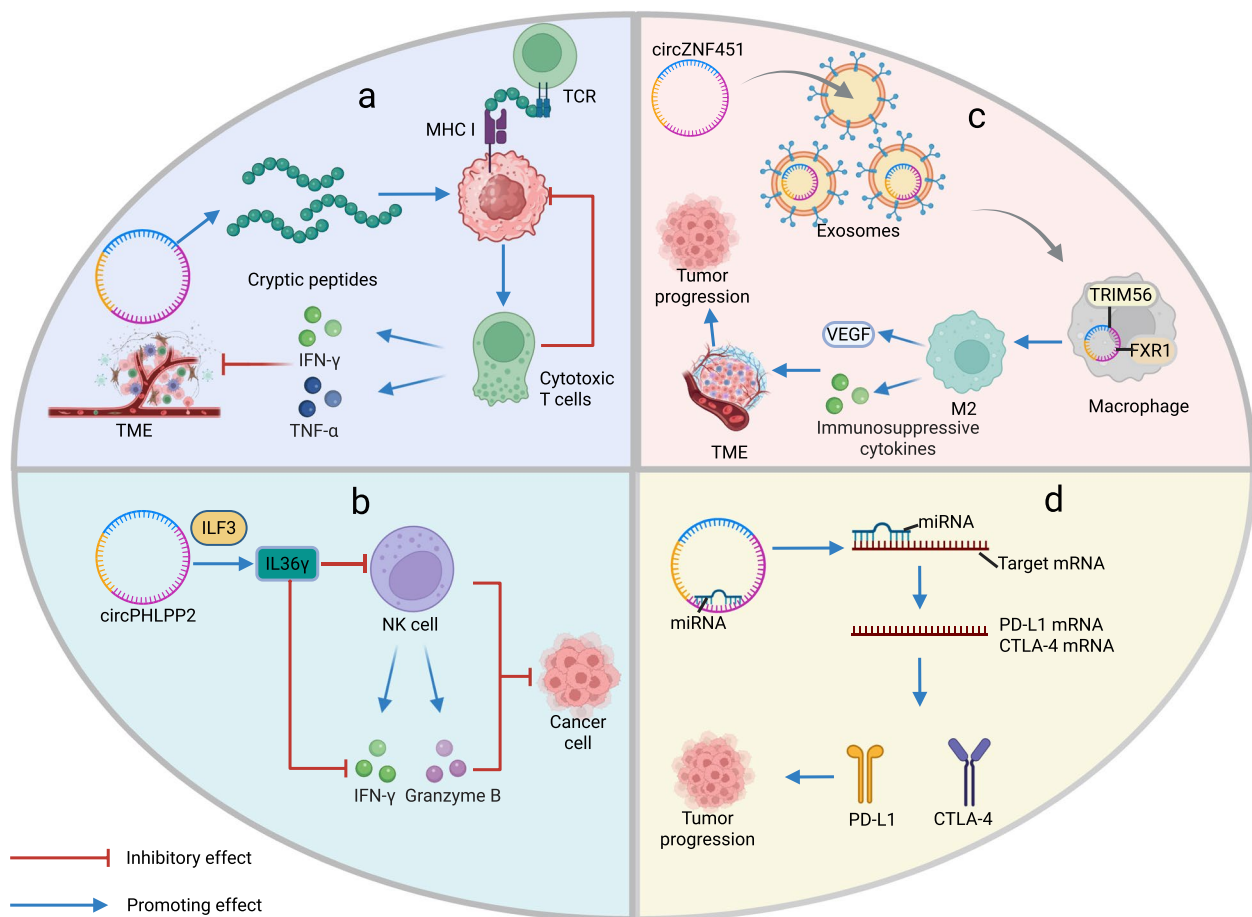 a
TCR
MHC I
Cryptic peptides
IFN-γ
TNF-α
Cytotoxic
T cells
TME
circZNF451
c
Exosomes
Tumor
progression
TRIM56
FXR1
VEGF
Macrophage
M2
Immunosuppressive
cytokines
TME
b
ILF3
IL36γ
circPHLPP2
NK cell
Cancer
cell
IFN-γ
Granzyme B
d
miRNA
Target mRNA
miRNA
PD-L1 mRNA
CTLA-4 mRNA
PD-L1
CTLA-4
Tumor
progression
Inhibitory effect
Promoting effect